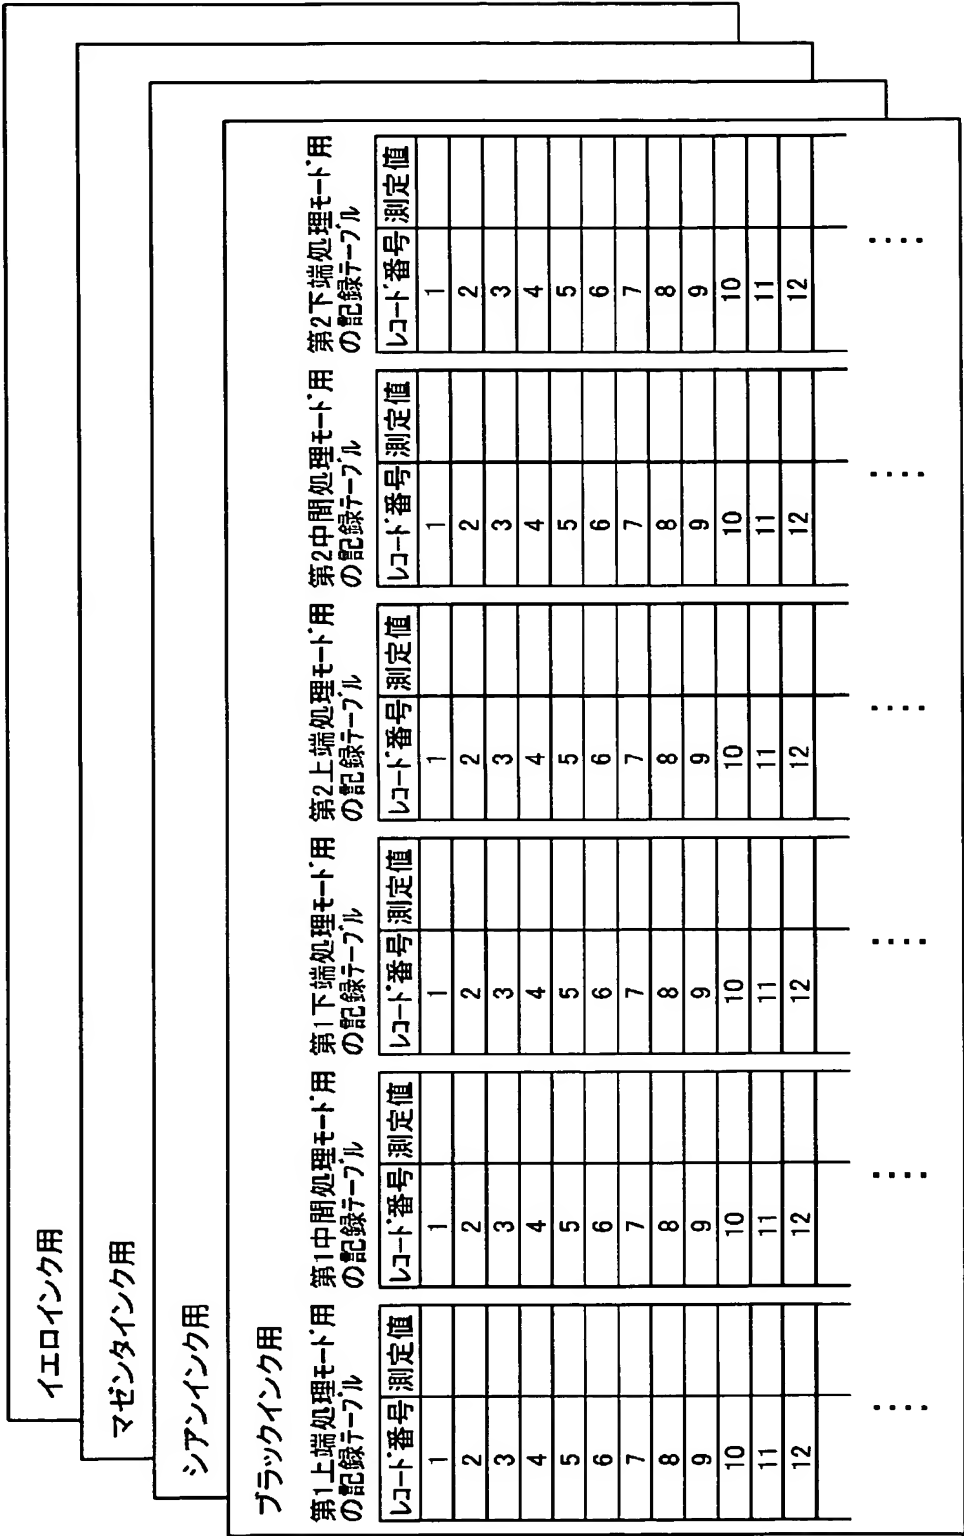 イエロインク用
マゼンタインク用
シアンインク用
ブラックインク用
第1上端処理モード用 第1中間処理モード用 第1下端処理モード用 第2上端処理モード用 第2中間処理モード用 第2下端処理モード用
の記録テーブル の記録テーブル の記録テーブル の記録テーブル の記録テーブル の記録テーブル
レコード番号 測定値 レコード番号 測定値 レコード番号 測定値 レコード番号 測定値 レコード番号 測定値 レコード番号 測定値
1 1 1 1 1 1
2 2 2 2 2 2
3 3 3 3 3 3
4 4 4 4 4 4
5 5 5 5 5 5
6 6 6 6 6 6
7 7 7 7 7 7
8 8 8 8 8 8
9 9 9 9 9 9
10 10 10 10 10 10
11 11 11 11 11 11
12 12 12 12 12 12
‥‥ ‥‥ ‥‥ ‥‥ ‥‥ ‥‥